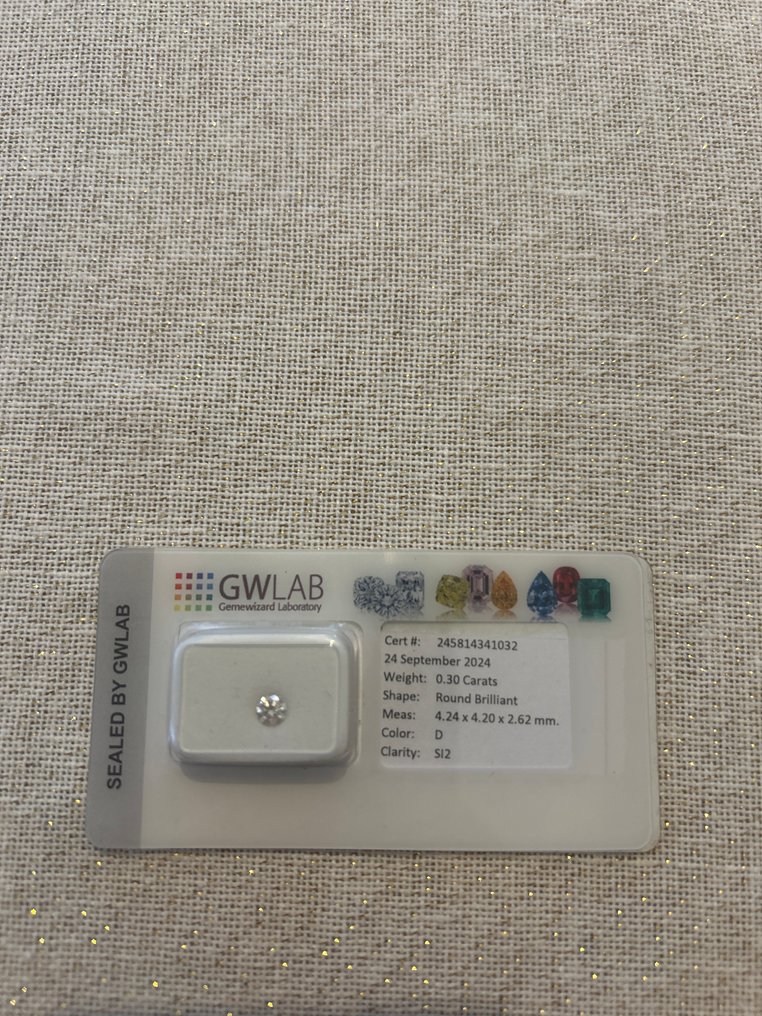 SEALED BY GWLAB
GWLAB
Gemewizard Laboratory
Cert #: 245814341032
24 September 2024
Weight: 0.30 Carats
Shape: Round Brilliant
Meas: 4.24 x 4.20 x 2.62 mm.
Color: D
Clarity: SI2